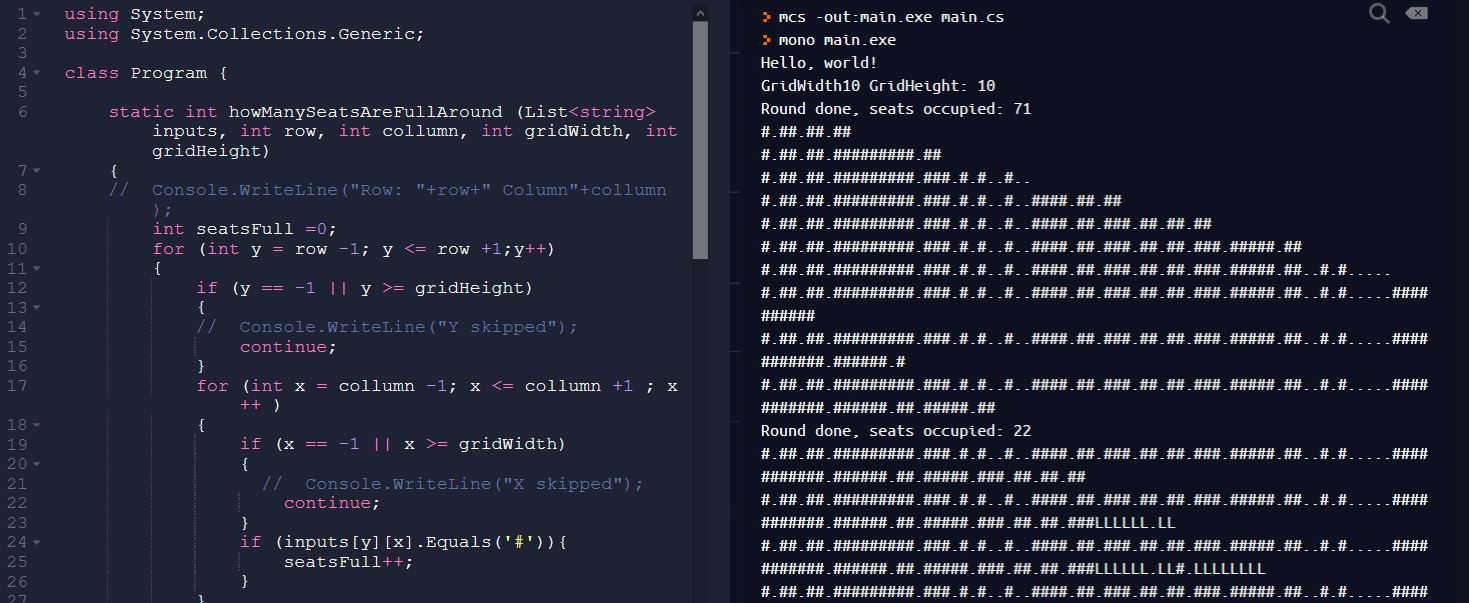 1 using System;
2 using System.Collections.Generic;
3
4 class Program {
5
6 static int howManySeatsAreFullAround (List<string>
inputs, int row, int collumn, int gridWidth, int
gridHeight)
7 {
8 //  Console.WriteLine("Row: "+row+" Column"+collumn
);
9 int seatsFull =0;
10 for (int y = row -1; y <= row +1;y++)
11 {
12 if (y == -1 || y >= gridHeight)
13 {
14 //  Console.WriteLine("Y skipped");
15 continue;
16 }
17 for (int x = collumn -1; x <= collumn +1 ; x
++ )
18 {
19 if (x == -1 || x >= gridWidth)
20 {
21 //  Console.WriteLine("X skipped");
22 continue;
23 }
24 if (inputs[y][x].Equals('#')){
25 seatsFull++;
26 }
27 }
> mcs -out:main.exe main.cs
> mono main.exe
Hello, world!
GridWidth10 GridHeight: 10
Round done, seats occupied: 71
#.##.##.##
#.##.##.#########.##
#.##.##.#########.###.#.#..#..
#.##.##.#########.###.#.#..#..####.##.##
#.##.##.#########.###.#.#..#..####.##.###.##.##.##
#.##.##.#########.###.#.#..#..####.##.###.##.##.###.#####.##
#.##.##.#########.###.#.#..#..####.##.###.##.##.###.#####.##..#.#.....
#.##.##.#########.###.#.#..#..####.##.###.##.##.###.#####.##..#.#.....####
######
#.##.##.#########.###.#.#..#..####.##.###.##.##.###.#####.##..#.#.....####
#######.######.#
#.##.##.#########.###.#.#..#..####.##.###.##.##.###.#####.##..#.#.....####
#######.######.##.#####.##
Round done, seats occupied: 22
#.##.##.#########.###.#.#..#..####.##.###.##.##.###.#####.##..#.#.....####
#######.######.##.#####.###.##.##.##
#.##.##.#########.###.#.#..#..####.##.###.##.##.###.#####.##..#.#.....####
#######.######.##.#####.###.##.##.###LLLLLL.LL
#.##.##.#########.###.#.#..#..####.##.###.##.##.###.#####.##..#.#.....####
#######.######.##.#####.###.##.##.###LLLLLL.LL#.LLLLLLLL
#.##.##.#########.###.#.#..#..####.##.###.##.##.###.#####.##..#.#.....####